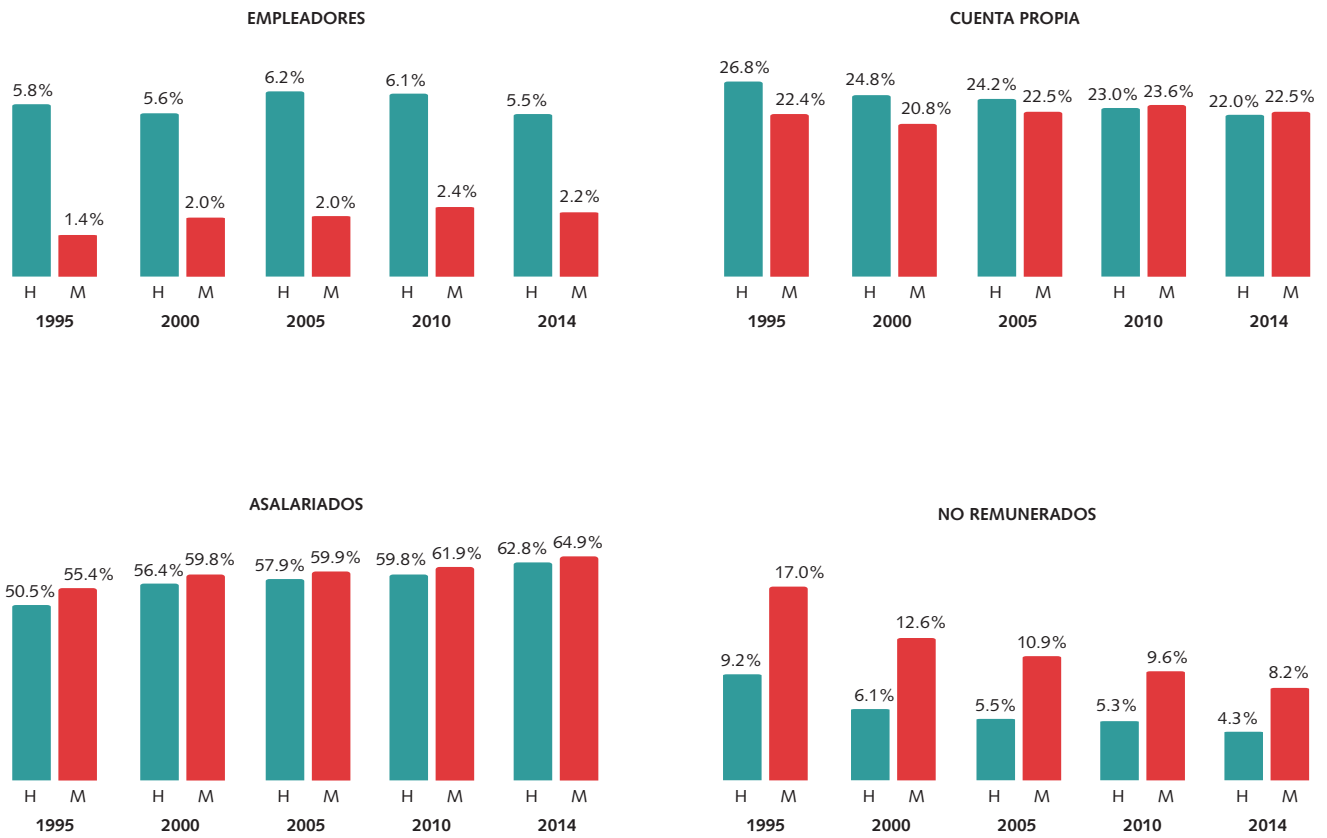 EMPLEADORES
5.8% 1.4% 5.6% 2.0% 6.2% 2.0% 6.1% 2.4% 5.5% 2.2%
H M H M H M H M H M
1995 2000 2005 2010 2014
CUENTA PROPIA
26.8% 22.4% 24.8% 20.8% 24.2% 22.5% 23.0% 23.6% 22.0% 22.5%
H M H M H M H M H M
1995 2000 2005 2010 2014
ASALARIADOS
50.5% 55.4% 56.4% 59.8% 57.9% 59.9% 59.8% 61.9% 62.8% 64.9%
H M H M H M H M H M
1995 2000 2005 2010 2014
NO REMUNERADOS
9.2% 17.0% 6.1% 12.6% 5.5% 10.9% 5.3% 9.6% 4.3% 8.2%
H M H M H M H M H M
1995 2000 2005 2010 2014